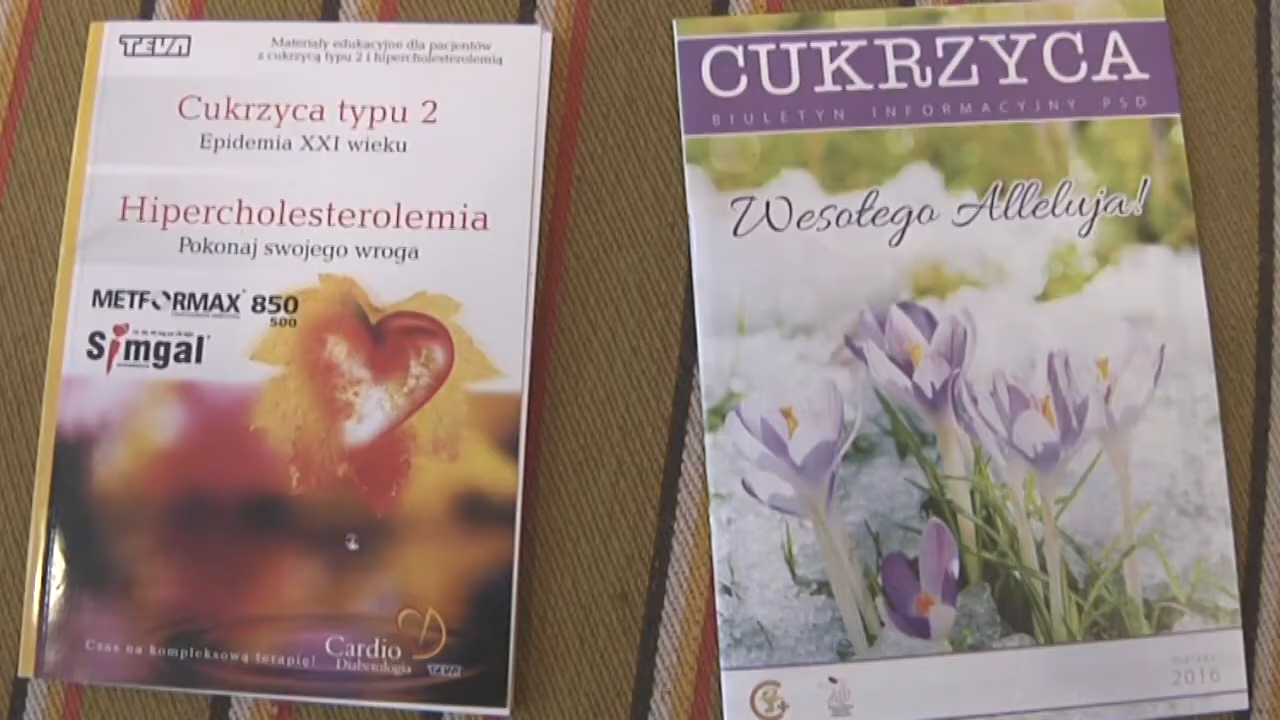 TEVA
Materiały edukacyjne dla pacjentów
z cukrzycą typu 2 i hipercholesterolemią
Cukrzyca typu 2
Epidemia XXI wieku
Hipercholesterolemia
Pokonaj swojego wroga
METFORMAX 850
500
Simgal
Czas na kompleksową terapię!
Cardio
Diabetologia
TEVA
CUKRZYCA
BIULETYN INFORMACYJNY PSD
Wesołego Alleluja!
marzec
2016